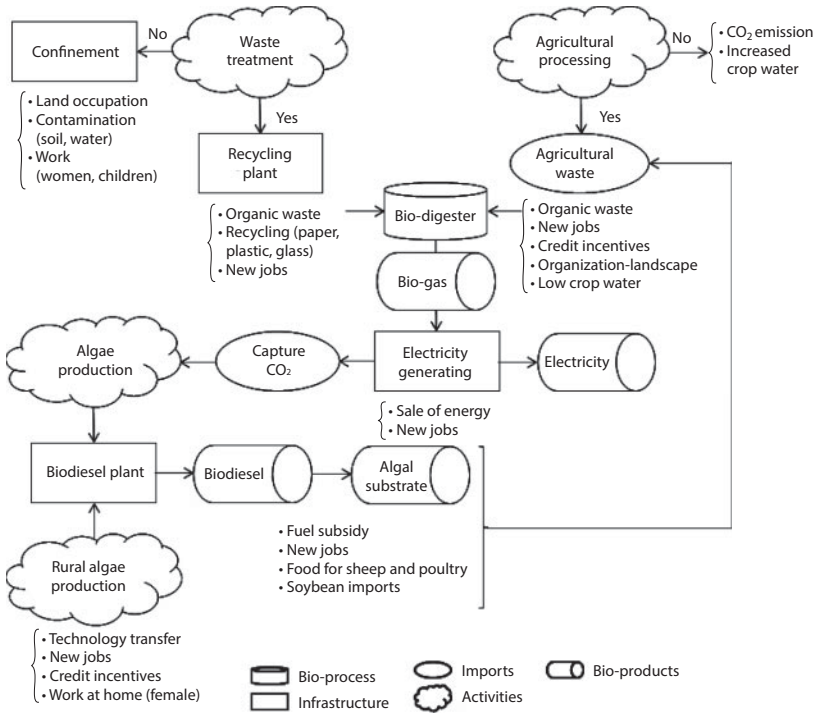 Confinement
No
Waste
treatment
Agricultural
processing
No
• CO2 emission
• Increased
crop water
• Land occupation
• Contamination
(soil, water)
• Work
(women, children)
Yes
Yes
Recycling
plant
Agricultural
waste
• Organic waste
• Recycling (paper,
plastic, glass)
• New jobs
Bio-digester
• Organic waste
• New jobs
• Credit incentives
• Organization-landscape
• Low crop water
Bio-gas
Algae
production
Capture
CO2
Electricity
generating
Electricity
• Sale of energy
• New jobs
Biodiesel plant
Biodiesel
Algal
substrate
• Fuel subsidy
• New jobs
• Food for sheep and poultry
• Soybean imports
Rural algae
production
• Technology transfer
• New jobs
• Credit incentives
• Work at home (female)
Bio-process
Imports
Bio-products
Infrastructure
Activities